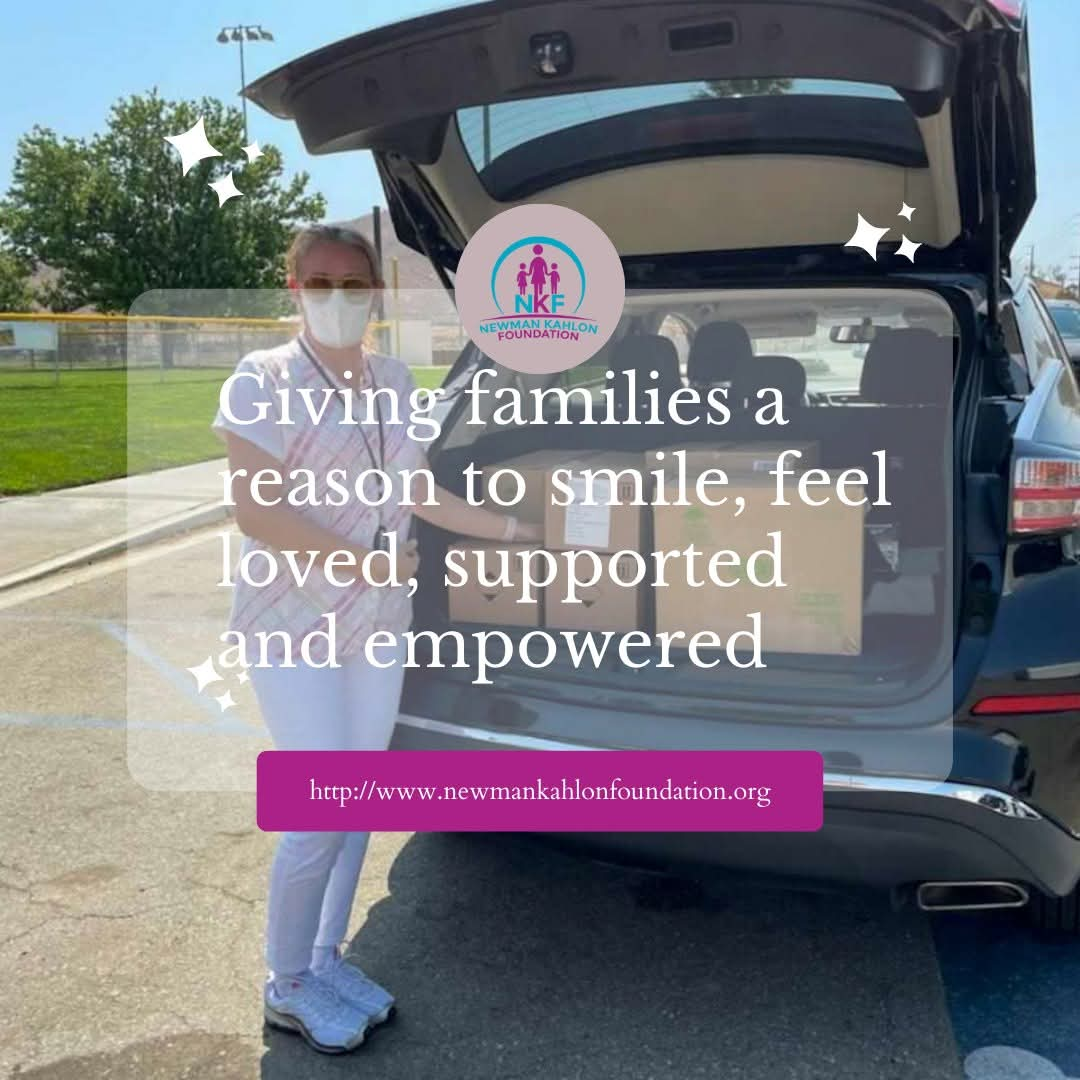 NKF
NEWMAN KAHLON
FOUNDATION
Giving families a
reason to smile, feel
loved, supported
and empowered
http://www.newmankahlonfoundation.org